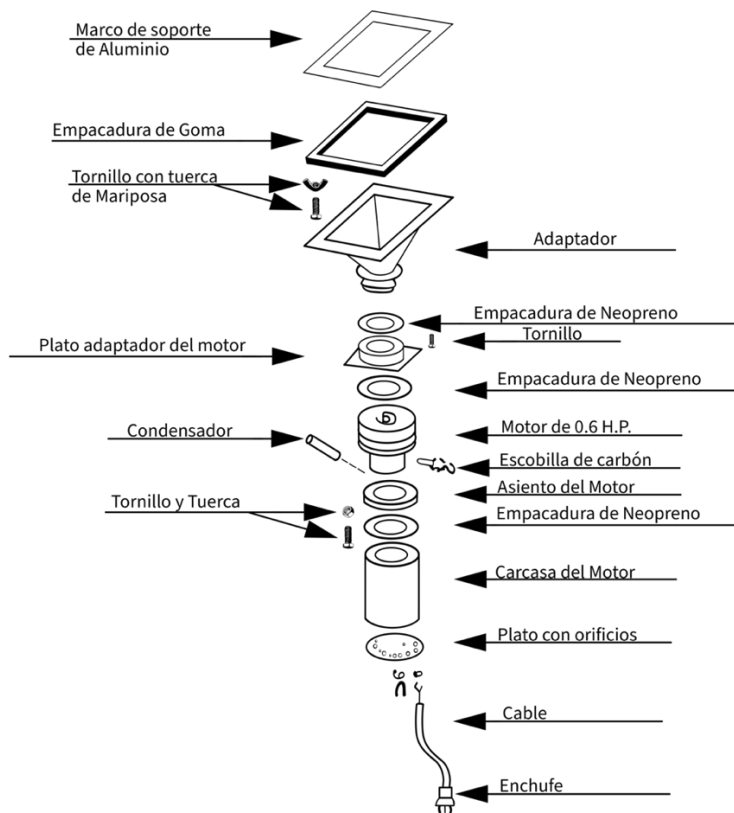 Marco de soporte
de Aluminio
Empacadura de Goma
Tornillo con tuerca
de Mariposa
Adaptador
Empacadura de Neopreno
Tornillo
Plato adaptador del motor
Empacadura de Neopreno
Condensador
Motor de 0.6 H.P.
Escobilla de carbón
Asiento del Motor
Tornillo y Tuerca
Empacadura de Neopreno
Carcasa del Motor
Plato con orificios
Cable
Enchufe